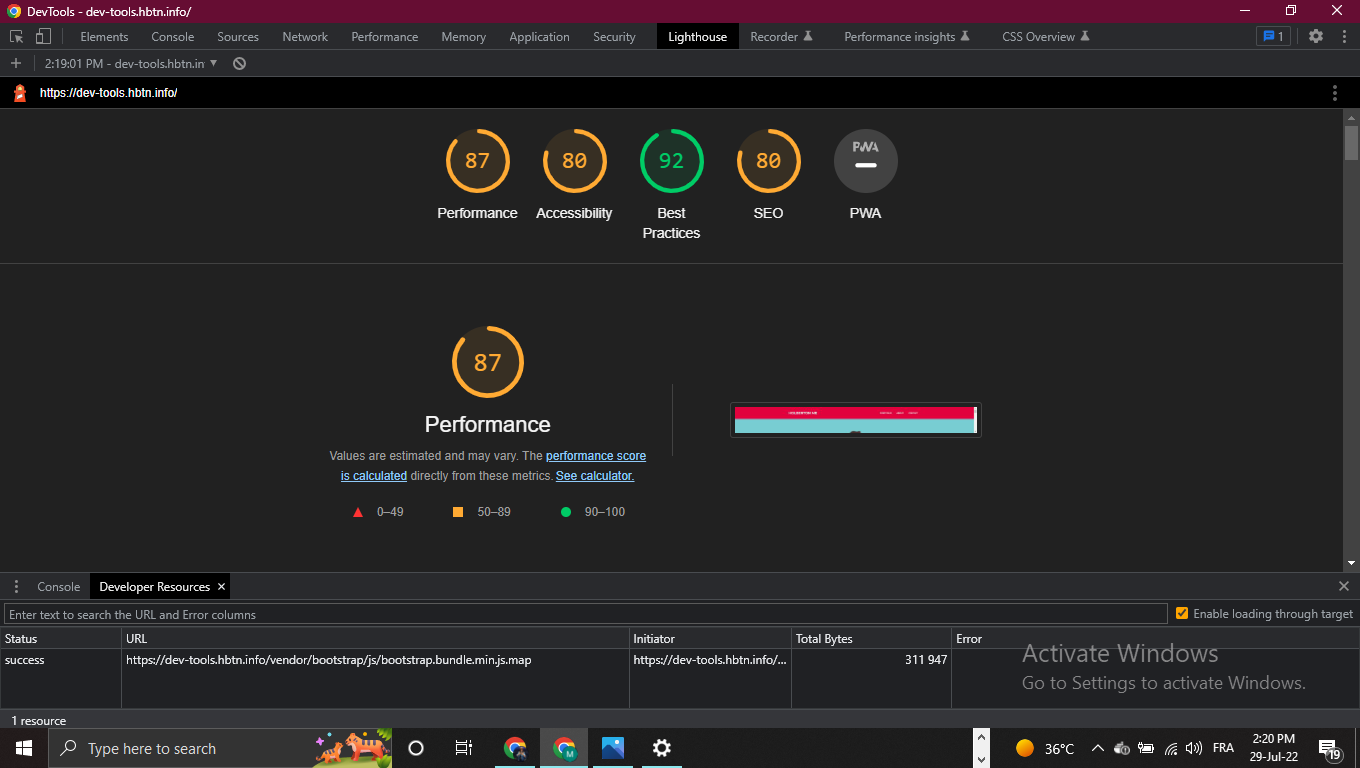 DevTools - dev-tools.hbtn.info/
Elements Console Sources Network Performance Memory Application Security Lighthouse Recorder Performance insights CSS Overview 1
2:19:01 PM - dev-tools.hbtn.in
https://dev-tools.hbtn.info/
87 80 92 80 PWA
Performance Accessibility Best Practices SEO PWA
87
Performance
Values are estimated and may vary. The performance score
is calculated directly from these metrics. See calculator.
0–49 50–89 90–100
Console Developer Resources
Enter text to search the URL and Error columns Enable loading through target
Status URL Initiator Total Bytes Error
success https://dev-tools.hbtn.info/vendor/bootstrap/js/bootstrap.bundle.min.js.map https://dev-tools.hbtn.info/... 311 947
Activate Windows
Go to Settings to activate Windows.
1 resource
Type here to search 36°C FRA 2:20 PM
29-Jul-22 19